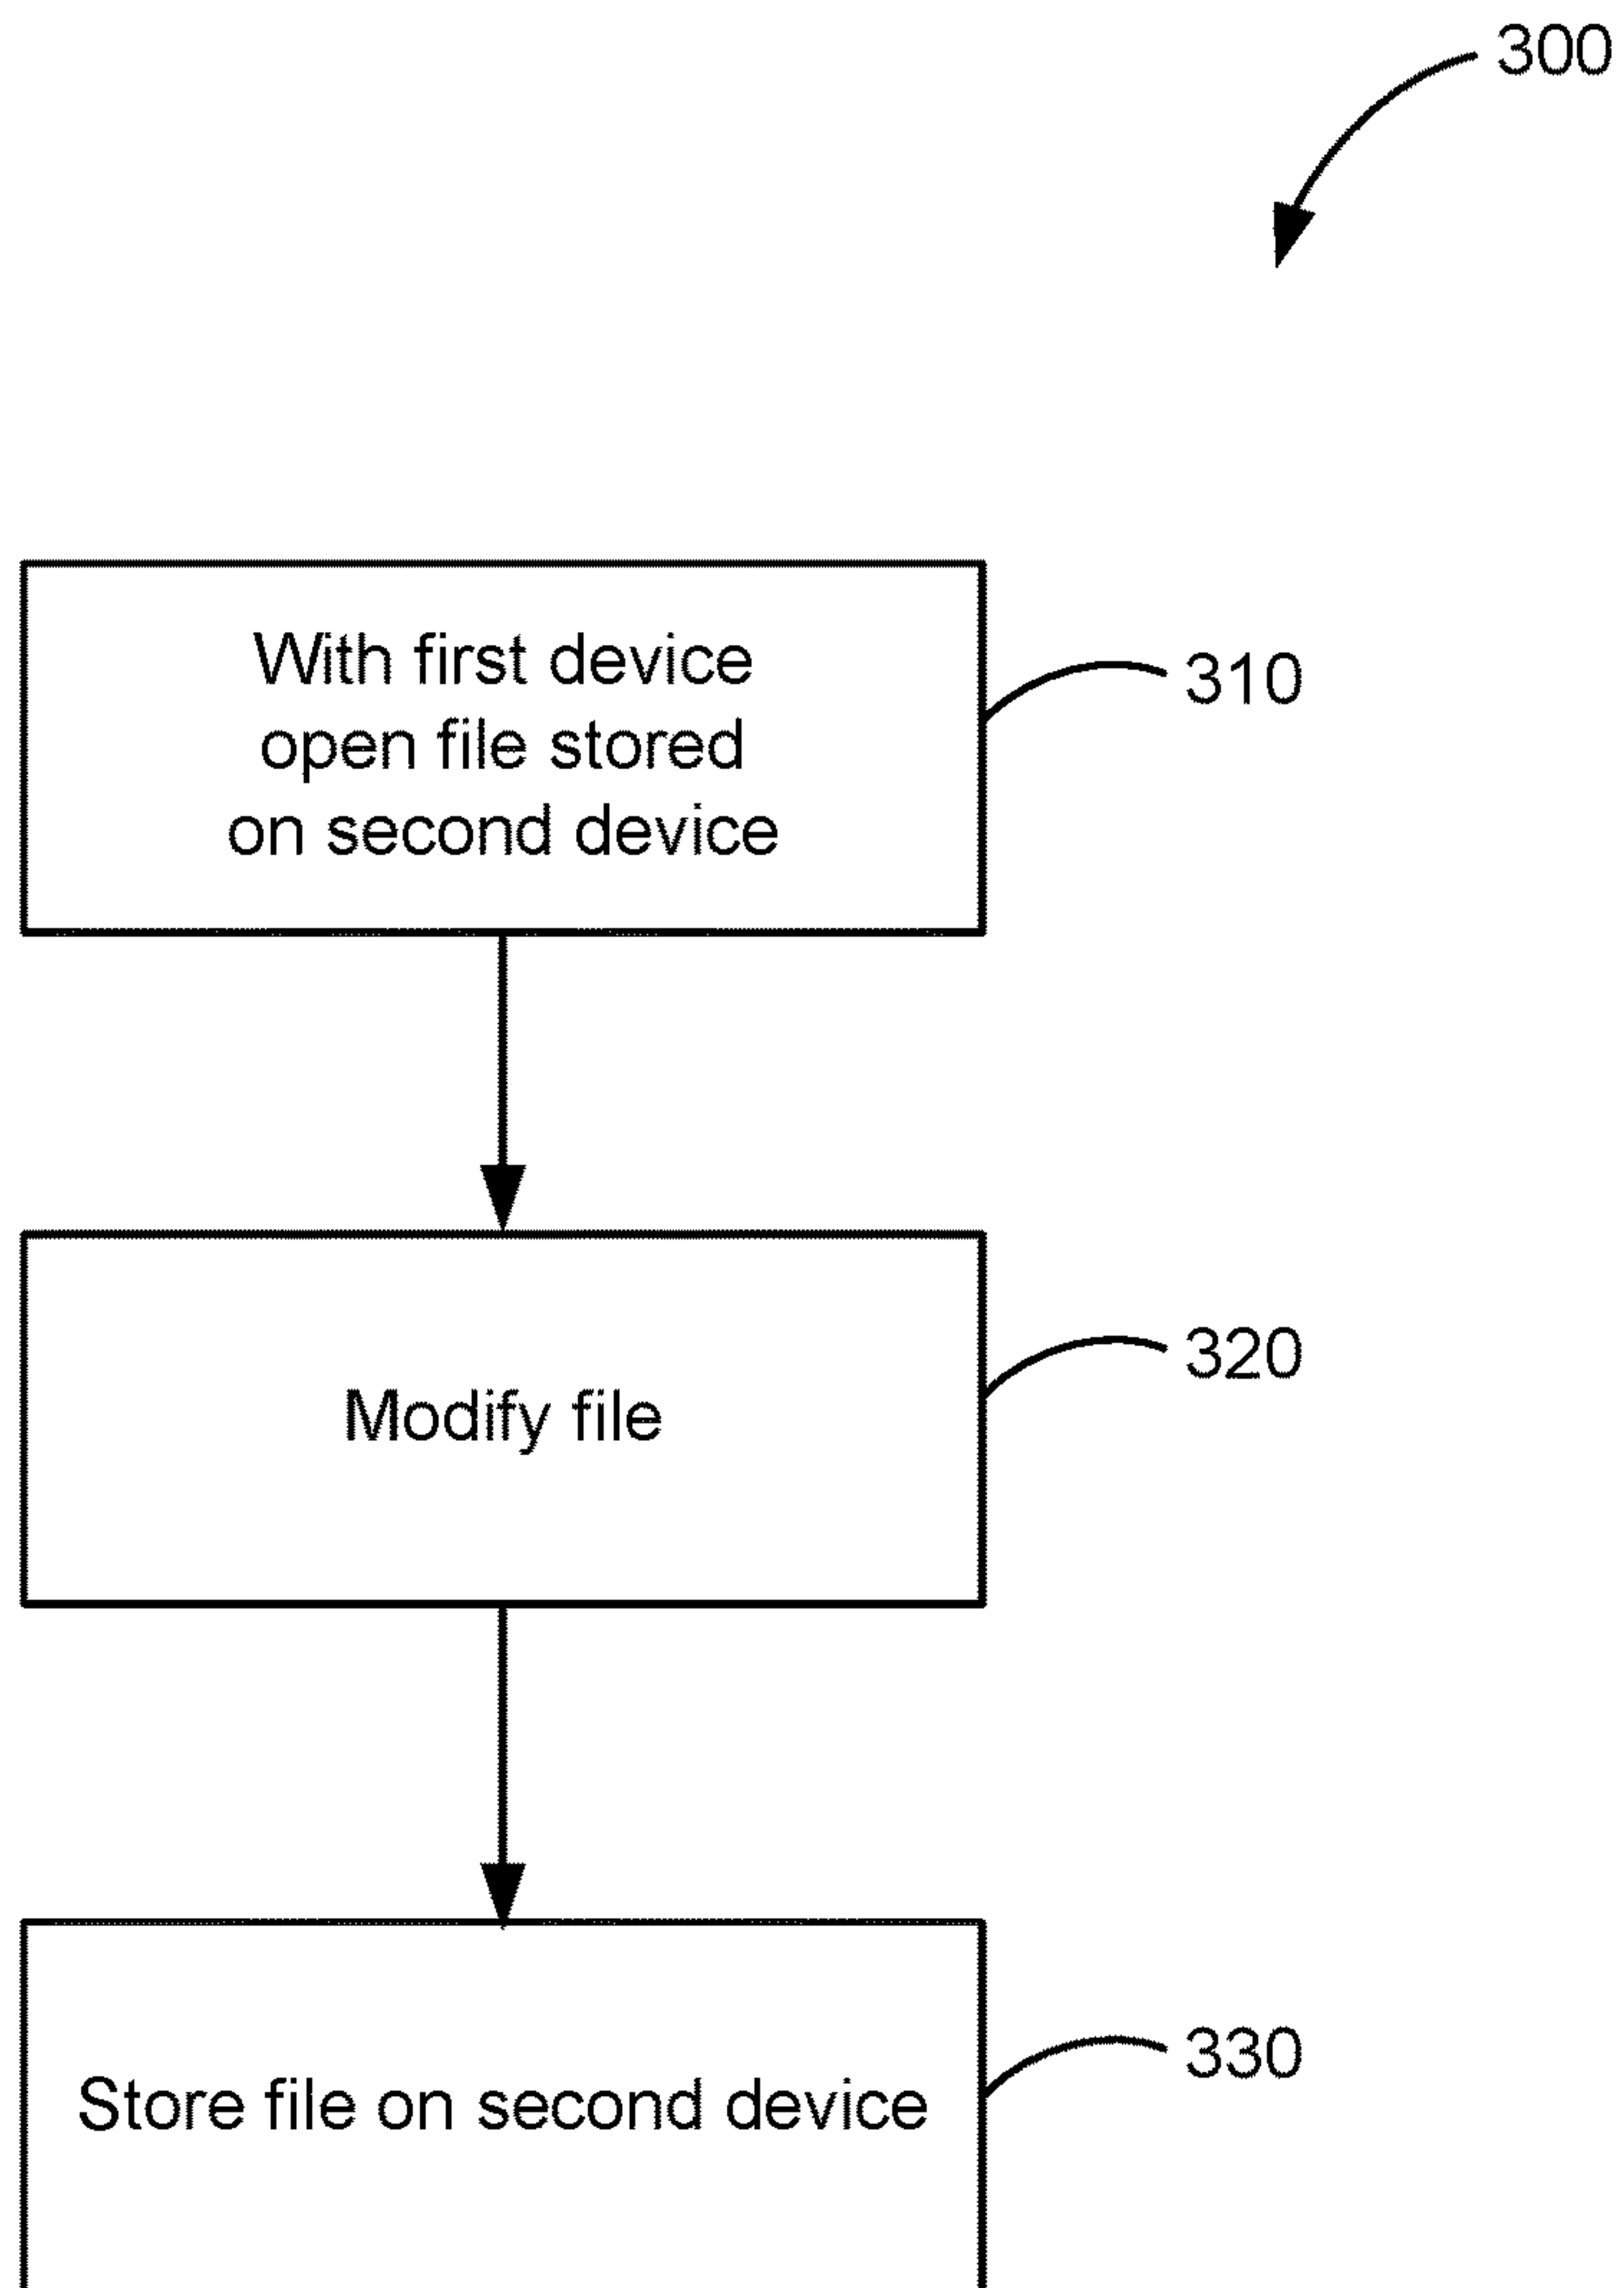 300
With first device
open file stored
on second device
310
Modify file
320
Store file on second device
330